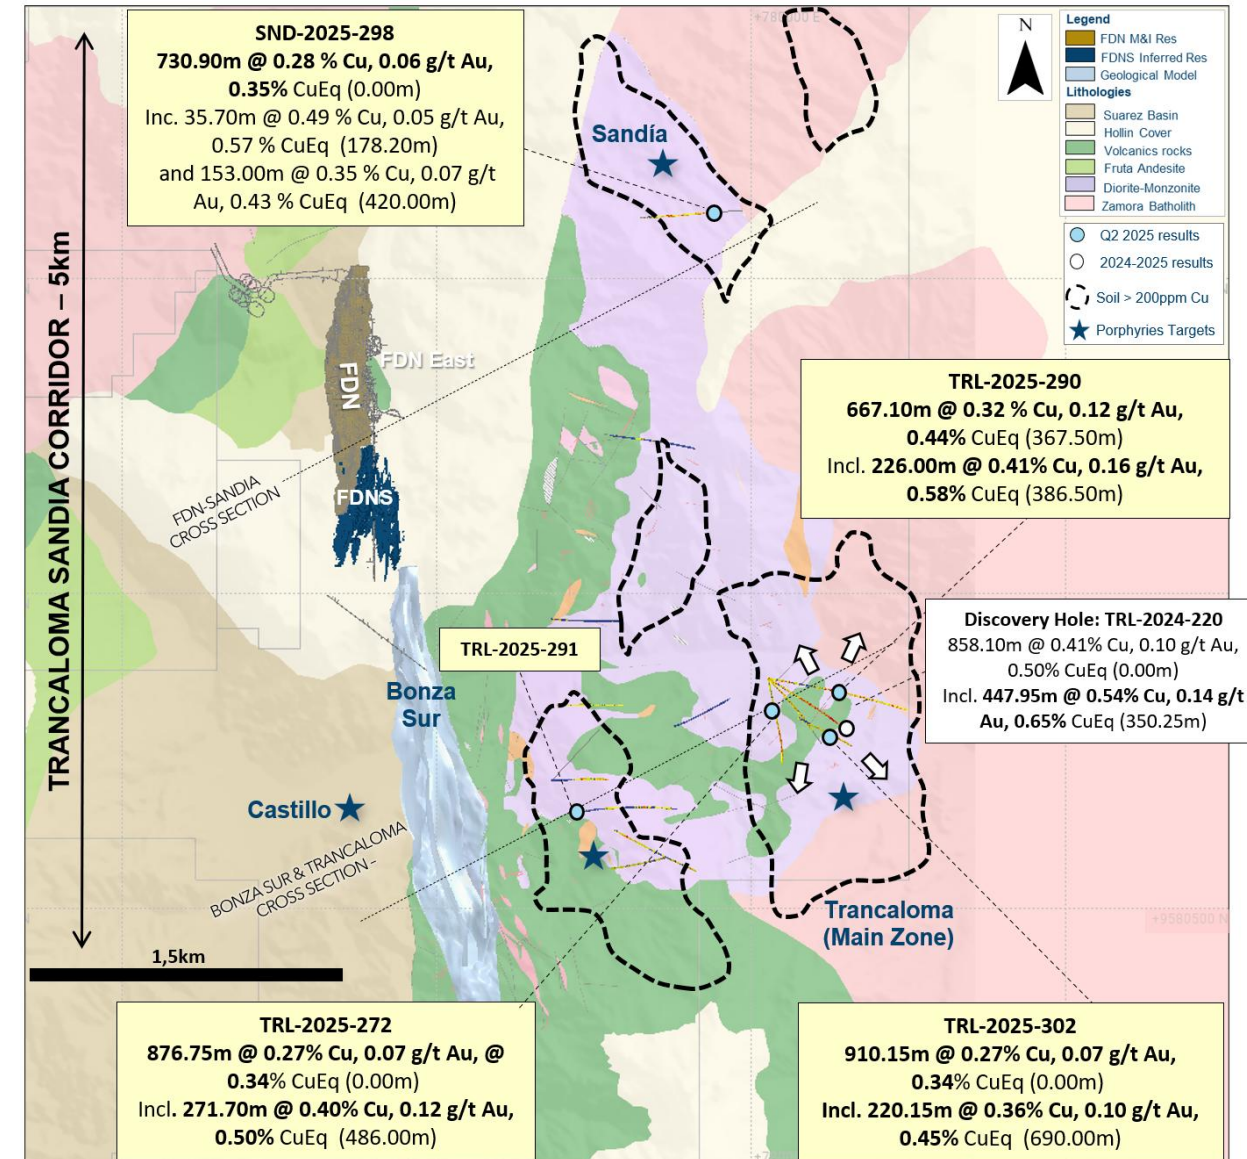 SND-2025-298
730.90m @ 0.28 % Cu, 0.06 g/t Au,
0.35% CuEq (0.00m)
Inc. 35.70m @ 0.49 % Cu, 0.05 g/t Au,
0.57 % CuEq (178.20m)
and 153.00m @ 0.35 % Cu, 0.07 g/t
Au, 0.43 % CuEq (420.00m)
N
Legend
FDN M&I Res
FDNS Inferred Res
Geological Model
Lithologies
Suarez Basin
Hollin Cover
Volcanics rocks
Fruta Andesite
Diorite-Monzonite
Zamora Batholith
Q2 2025 results
2024-2025 results
Soil > 200ppm Cu
Porphyries Targets
Sandía
TRANCALOMA SANDIA CORRIDOR – 5km
FDN
FDN East
FDNS
FDN-SANDIA
CROSS SECTION
TRL-2025-290
667.10m @ 0.32 % Cu, 0.12 g/t Au,
0.44% CuEq (367.50m)
Incl. 226.00m @ 0.41% Cu, 0.16 g/t Au,
0.58% CuEq (386.50m)
Discovery Hole: TRL-2024-220
858.10m @ 0.41% Cu, 0.10 g/t Au,
0.50% CuEq (0.00m)
Incl. 447.95m @ 0.54% Cu, 0.14 g/t
Au, 0.65% CuEq (350.25m)
TRL-2025-291
Bonza
Sur
Castillo
BONZA SUR & TRANCALOMA
CROSS SECTION –
Trancaloma
(Main Zone)
+9580500 N
1,5km
TRL-2025-272
876.75m @ 0.27% Cu, 0.07 g/t Au, @
0.34% CuEq (0.00m)
Incl. 271.70m @ 0.40% Cu, 0.12 g/t Au,
0.50% CuEq (486.00m)
TRL-2025-302
910.15m @ 0.27% Cu, 0.07 g/t Au,
0.34% CuEq (0.00m)
Incl. 220.15m @ 0.36% Cu, 0.10 g/t Au,
0.45% CuEq (690.00m)